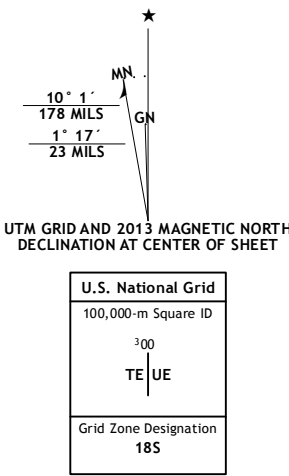 MN
10° 1´
178 MILS
GN
1° 17´
23 MILS
UTM GRID AND 2013 MAGNETIC NORTH
DECLINATION AT CENTER OF SHEET
U.S. National Grid
100,000-m Square ID
³00
TE UE
Grid Zone Designation
18S